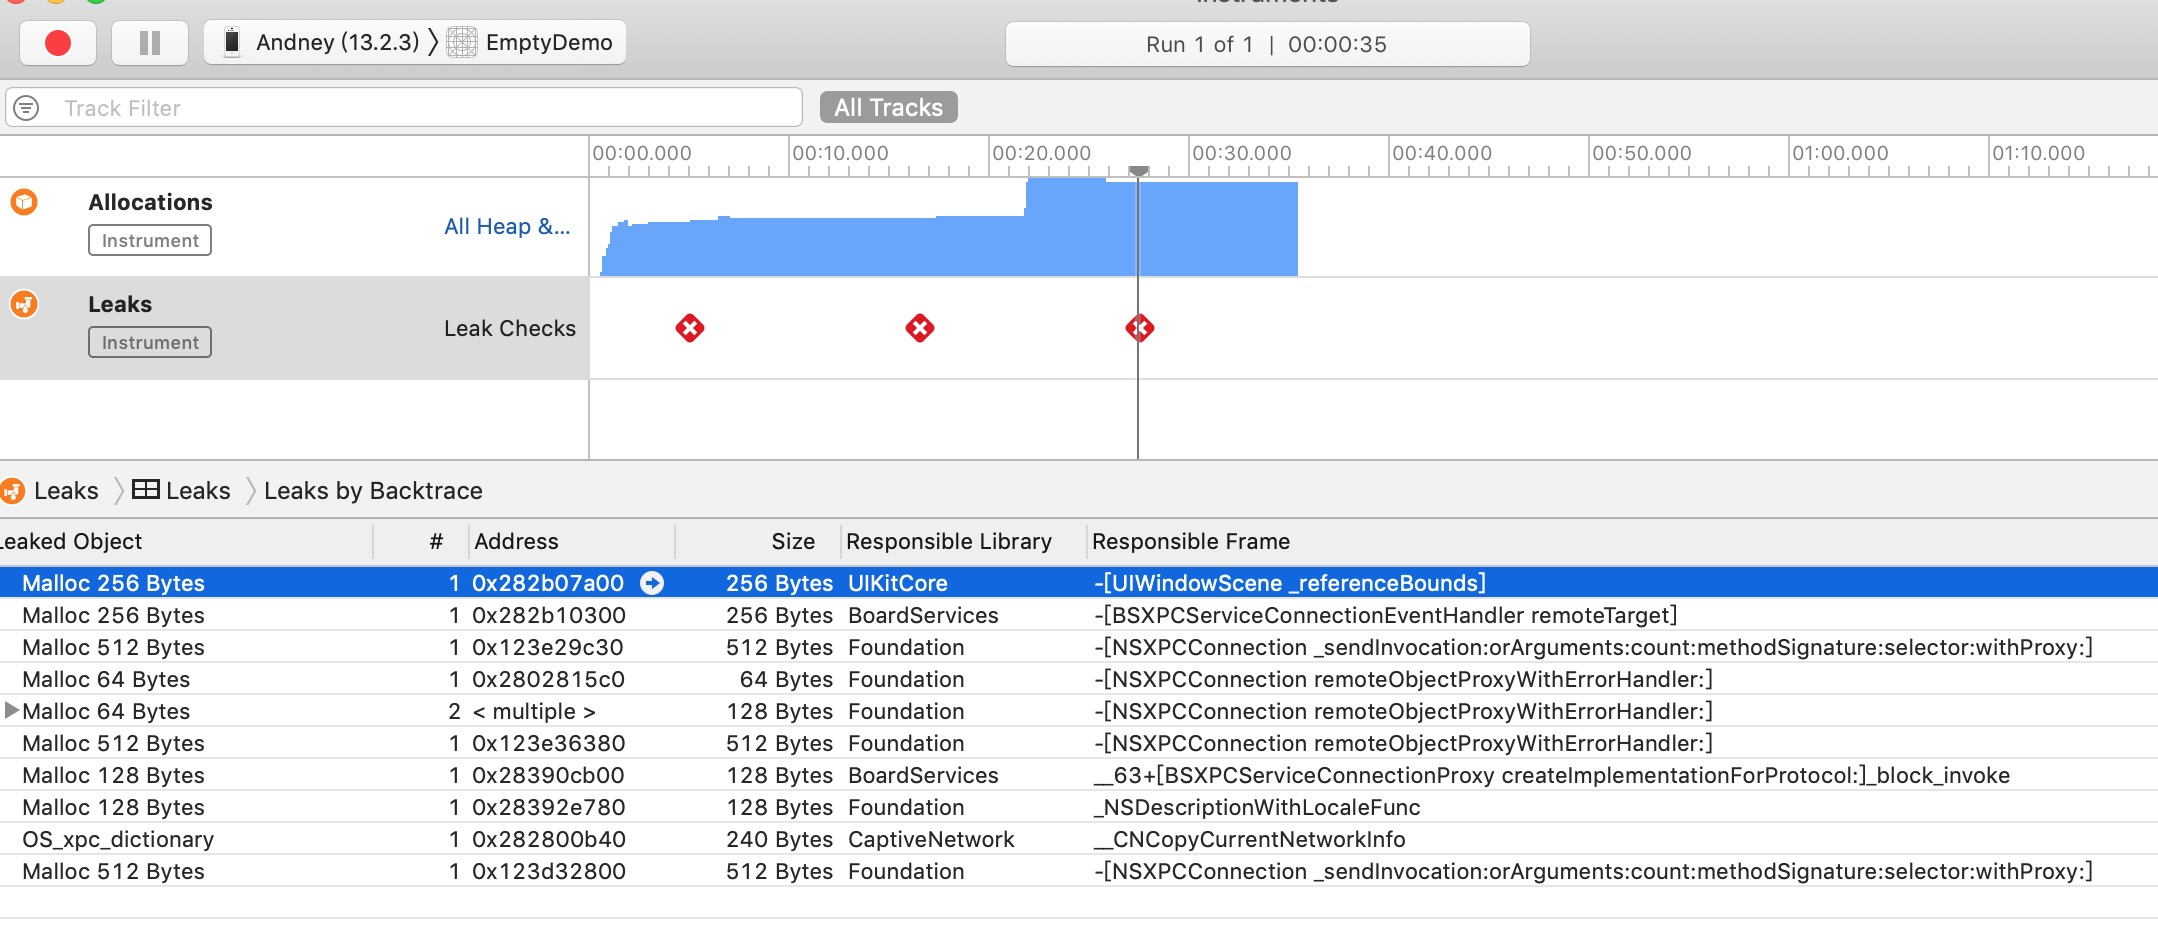 Instruments
Andney (13.2.3) EmptyDemo
Run 1 of 1 | 00:00:35
Track Filter All Tracks
00:00.000 00:10.000 00:20.000 00:30.000 00:40.000 00:50.000 01:00.000 01:10.000
Allocations
Instrument
All Heap &...
Leaks
Instrument
Leak Checks
Leaks Leaks Leaks by Backtrace
Leaked Object # Address Size Responsible Library Responsible Frame
Malloc 256 Bytes 1 0x282b07a00 256 Bytes UIKitCore -[UIWindowScene _referenceBounds]
Malloc 256 Bytes 1 0x282b10300 256 Bytes BoardServices -[BSXPCServiceConnectionEventHandler remoteTarget]
Malloc 512 Bytes 1 0x123e29c30 512 Bytes Foundation -[NSXPCConnection _sendInvocation:orArguments:count:methodSignature:selector:withProxy:]
Malloc 64 Bytes 1 0x2802815c0 64 Bytes Foundation -[NSXPCConnection remoteObjectProxyWithErrorHandler:]
Malloc 64 Bytes 2 < multiple > 128 Bytes Foundation -[NSXPCConnection remoteObjectProxyWithErrorHandler:]
Malloc 512 Bytes 1 0x123e36380 512 Bytes Foundation -[NSXPCConnection remoteObjectProxyWithErrorHandler:]
Malloc 128 Bytes 1 0x28390cb00 128 Bytes BoardServices __63+[BSXPCServiceConnectionProxy createImplementationForProtocol:]_block_invoke
Malloc 128 Bytes 1 0x28392e780 128 Bytes Foundation _NSDescriptionWithLocaleFunc
OS_xpc_dictionary 1 0x282800b40 240 Bytes CaptiveNetwork __CNCopyCurrentNetworkInfo
Malloc 512 Bytes 1 0x123d32800 512 Bytes Foundation -[NSXPCConnection _sendInvocation:orArguments:count:methodSignature:selector:withProxy:]